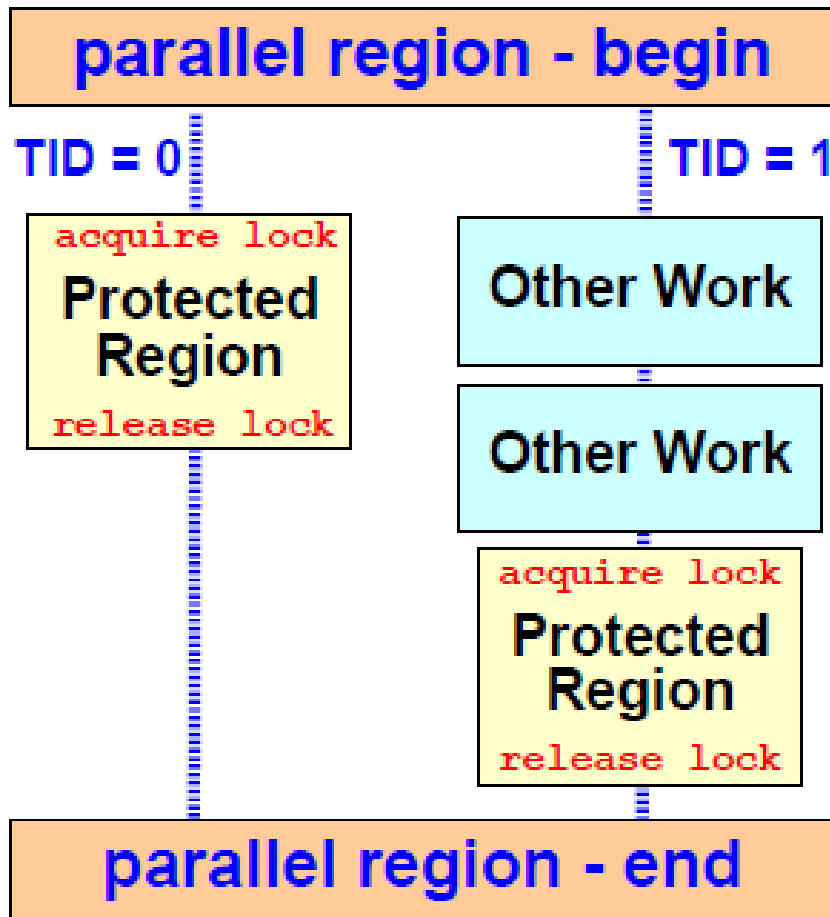 parallel region - begin
TID = 0
TID = 1
acquire lock
Protected
Region
release lock
Other Work
Other Work
acquire lock
Protected
Region
release lock
parallel region - end